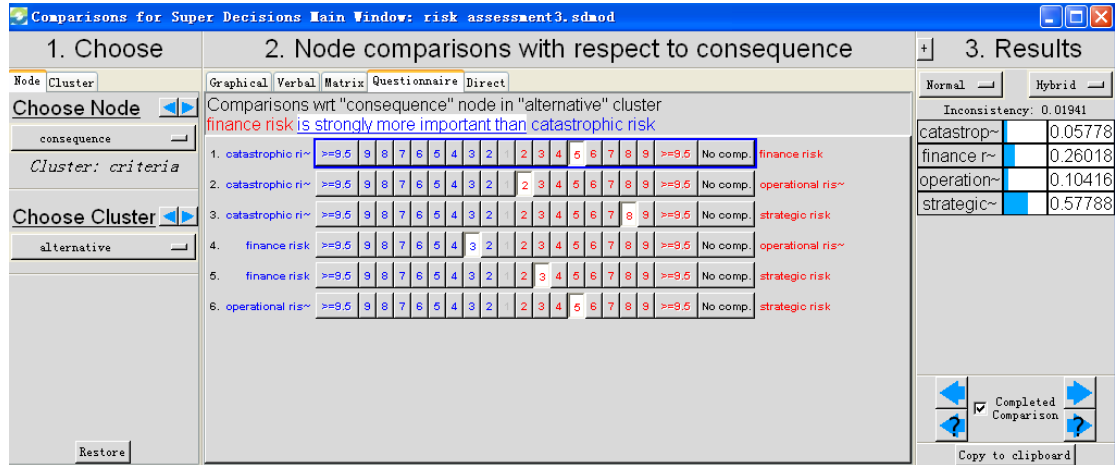 Comparisons for Super Decisions Main Window: risk assessment3.sdmod
1. Choose
Node Cluster
Choose Node
consequence
Cluster: criteria
Choose Cluster
alternative
Restore
2. Node comparisons with respect to consequence
Graphical Verbal Matrix Questionnaire Direct
Comparisons wrt "consequence" node in "alternative" cluster
finance risk is strongly more important than catastrophic risk
1. catastrophic ri~ >=9.5 9 8 7 6 5 4 3 2 1 2 3 4 5 6 7 8 9 >=9.5 No comp. finance risk
2. catastrophic ri~ >=9.5 9 8 7 6 5 4 3 2 1 2 3 4 5 6 7 8 9 >=9.5 No comp. operational ris~
3. catastrophic ri~ >=9.5 9 8 7 6 5 4 3 2 1 2 3 4 5 6 7 8 9 >=9.5 No comp. strategic risk
4. finance risk >=9.5 9 8 7 6 5 4 3 2 1 2 3 4 5 6 7 8 9 >=9.5 No comp. operational ris~
5. finance risk >=9.5 9 8 7 6 5 4 3 2 1 2 3 4 5 6 7 8 9 >=9.5 No comp. strategic risk
6. operational ris~ >=9.5 9 8 7 6 5 4 3 2 1 2 3 4 5 6 7 8 9 >=9.5 No comp. strategic risk
+ 3. Results
Normal Hybrid
Inconsistency: 0.01941
catastrop~ 0.05778
finance r~ 0.26018
operation~ 0.10416
strategic~ 0.57788
Completed
Comparison
? ?
Copy to clipboard